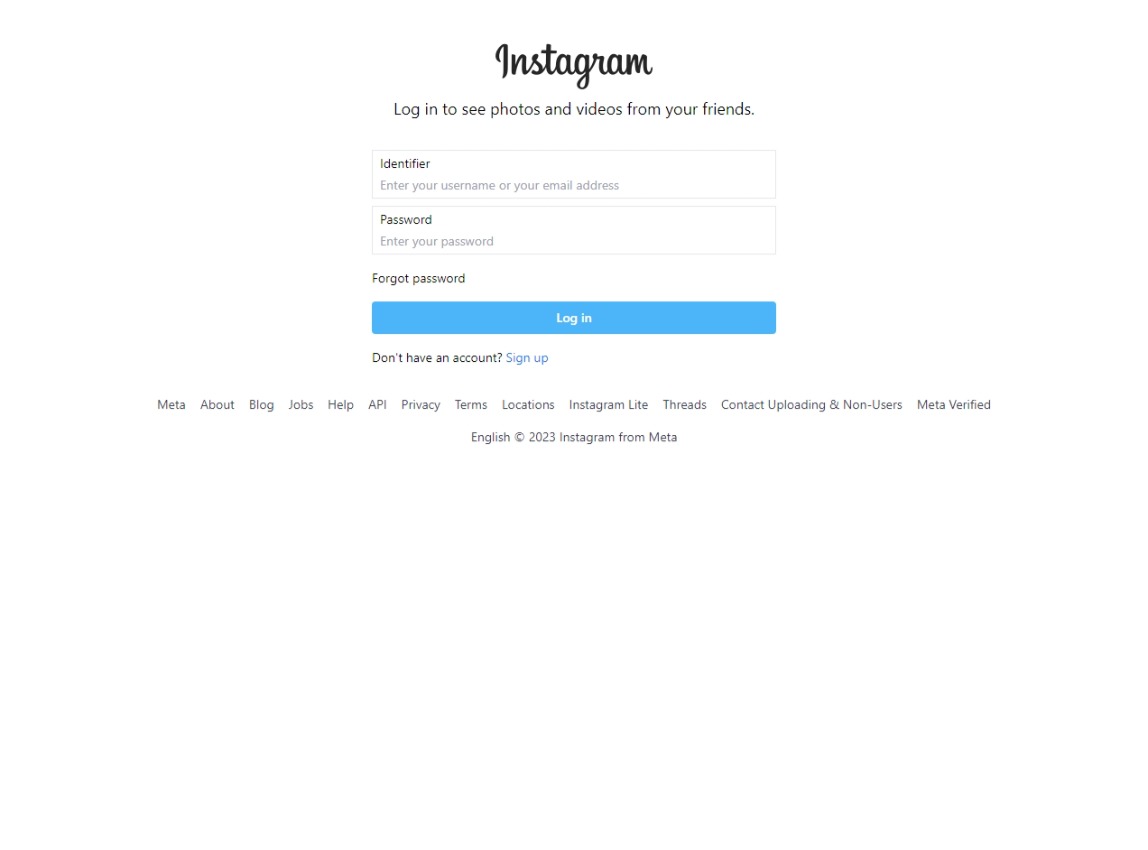 Instagram
Log in to see photos and videos from your friends.
Identifier
Enter your username or your email address
Password
Enter your password
Forgot password
Log in
Don't have an account? Sign up
Meta About Blog Jobs Help API Privacy Terms Locations Instagram Lite Threads Contact Uploading & Non-Users Meta Verified
English © 2023 Instagram from Meta